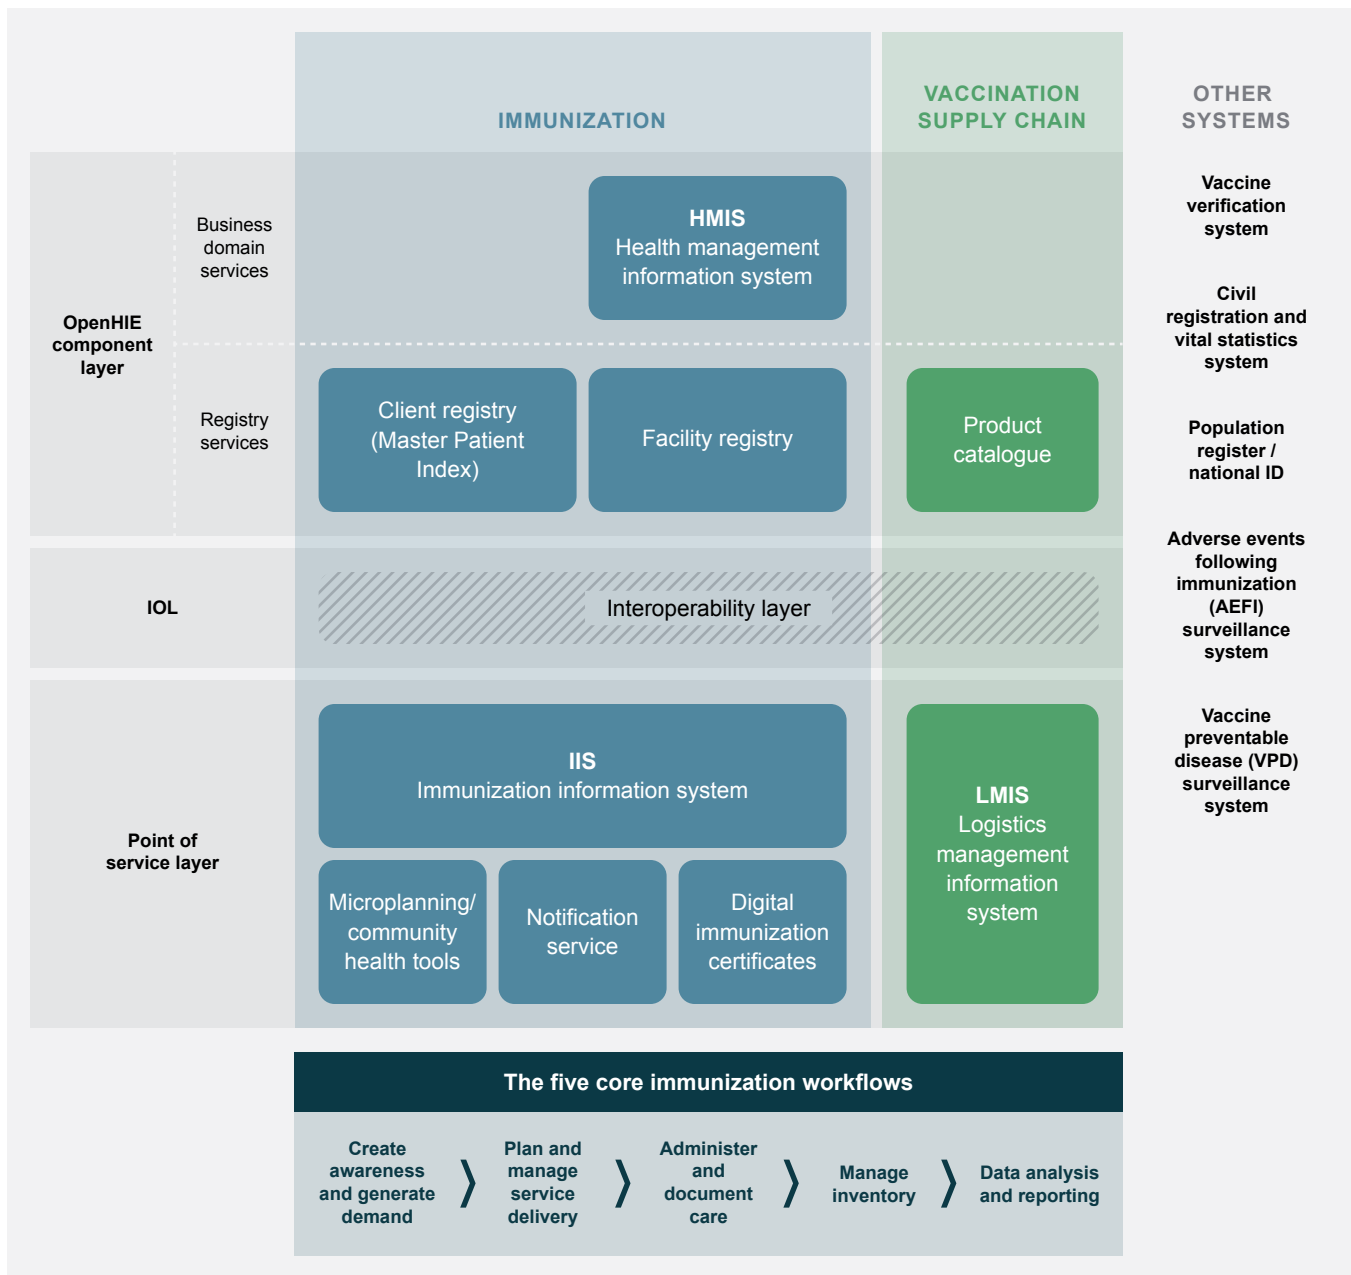 IMMUNIZATION
VACCINATION
SUPPLY CHAIN
OTHER
SYSTEMS
OpenHIE
component
layer
Business
domain
services
HMIS
Health management
information system
Registry
services
Client registry
(Master Patient
Index)
Facility registry
Product
catalogue
IOL
Interoperability layer
Point of
service layer
IIS
Immunization information system
Microplanning/
community
health tools
Notification
service
Digital
immunization
certificates
LMIS
Logistics
management
information
system
Vaccine
verification
system
Civil
registration and
vital statistics
system
Population
register /
national ID
Adverse events
following
immunization
(AEFI)
surveillance
system
Vaccine
preventable
disease (VPD)
surveillance
system
The five core immunization workflows
Create
awareness
and generate
demand
Plan and
manage
service
delivery
Administer
and
document
care
Manage
inventory
Data analysis
and reporting